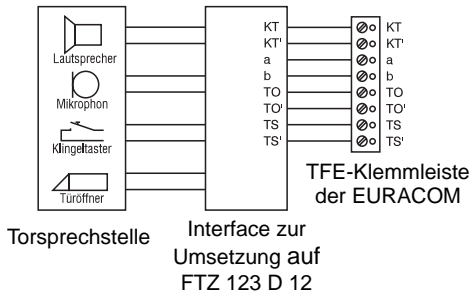 Lautsprecher
Mikrophon
Klingeltaster
Türöffner
Torsprechstelle
KT
KT'
a
b
TO
TO'
TS
TS'
Interface zur
Umsetzung auf
FTZ 123 D 12
KT
KT'
a
b
TO
TO'
TS
TS'
TFE-Klemmleiste
der EURACOM